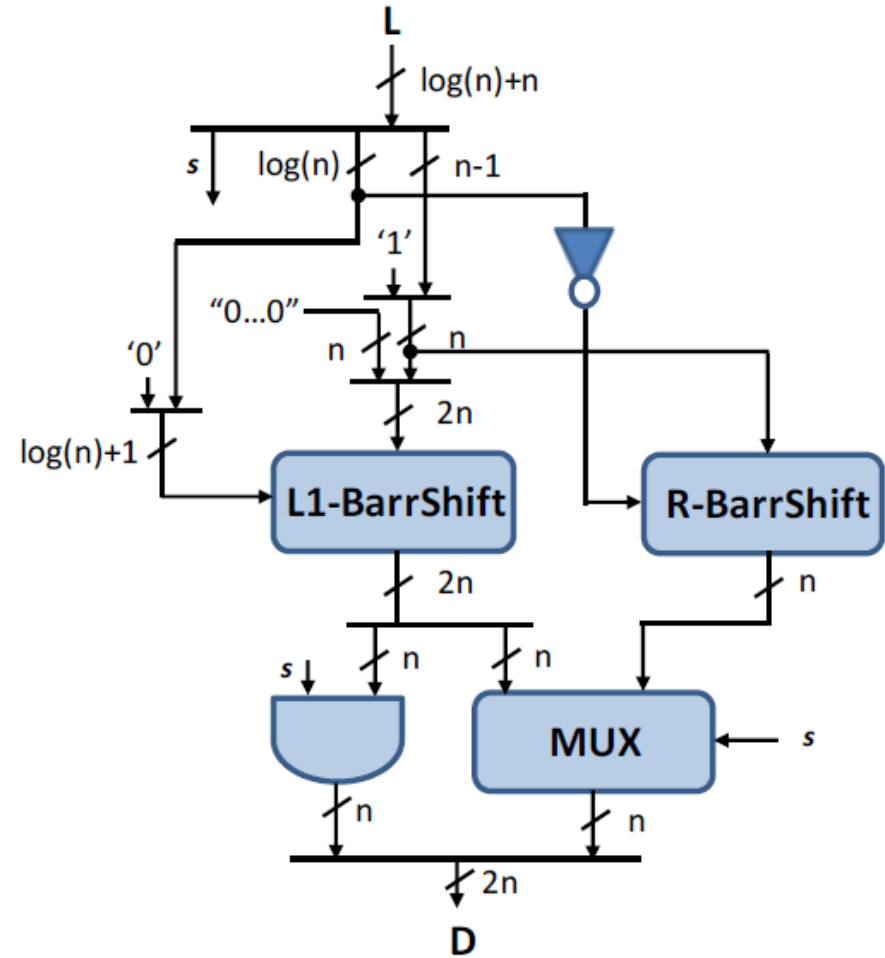 L
log(n)+n
s
log(n)
n-1
‘1’
“0...0”
n
n
‘0’
2n
log(n)+1
L1-BarrShift
R-BarrShift
2n
n
s
n
n
MUX
s
n
n
2n
D